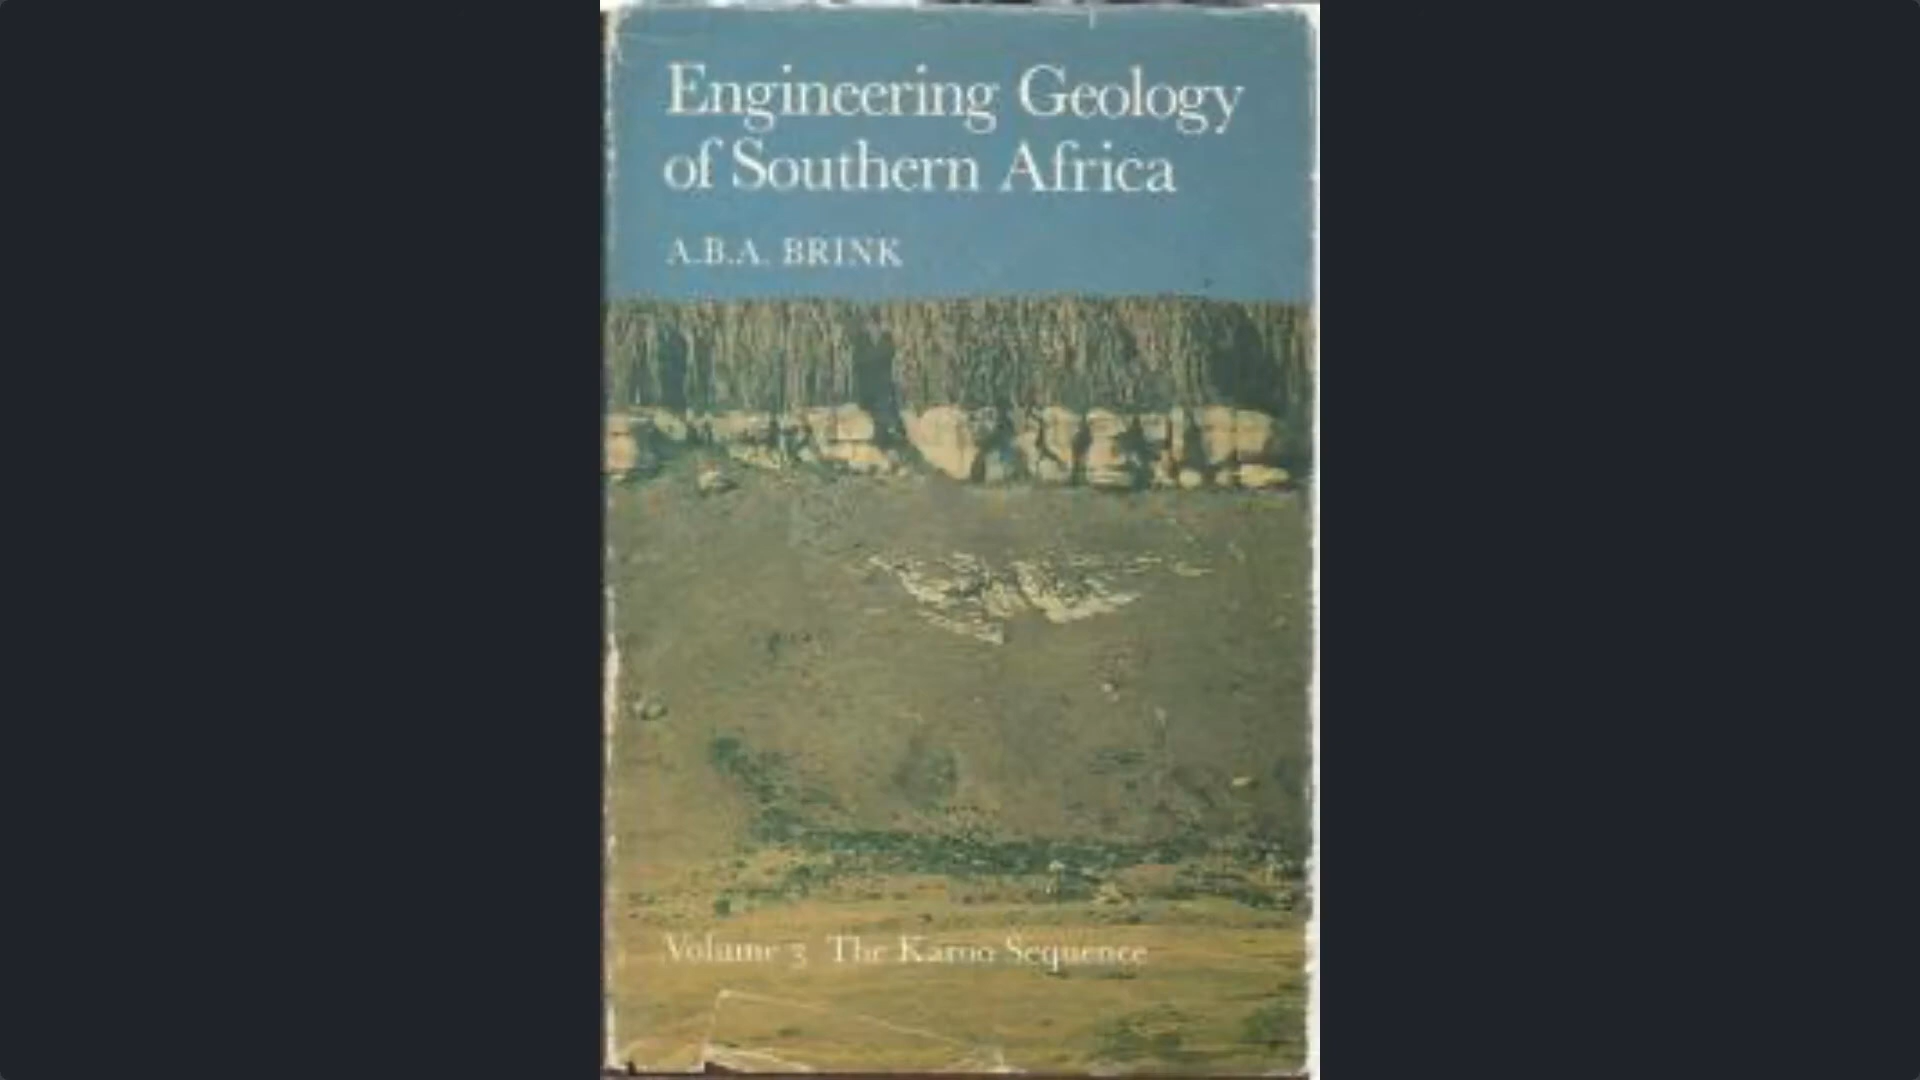 Engineering Geology
of Southern Africa
A.B.A. BRINK
Volume 3 The Karoo Sequence